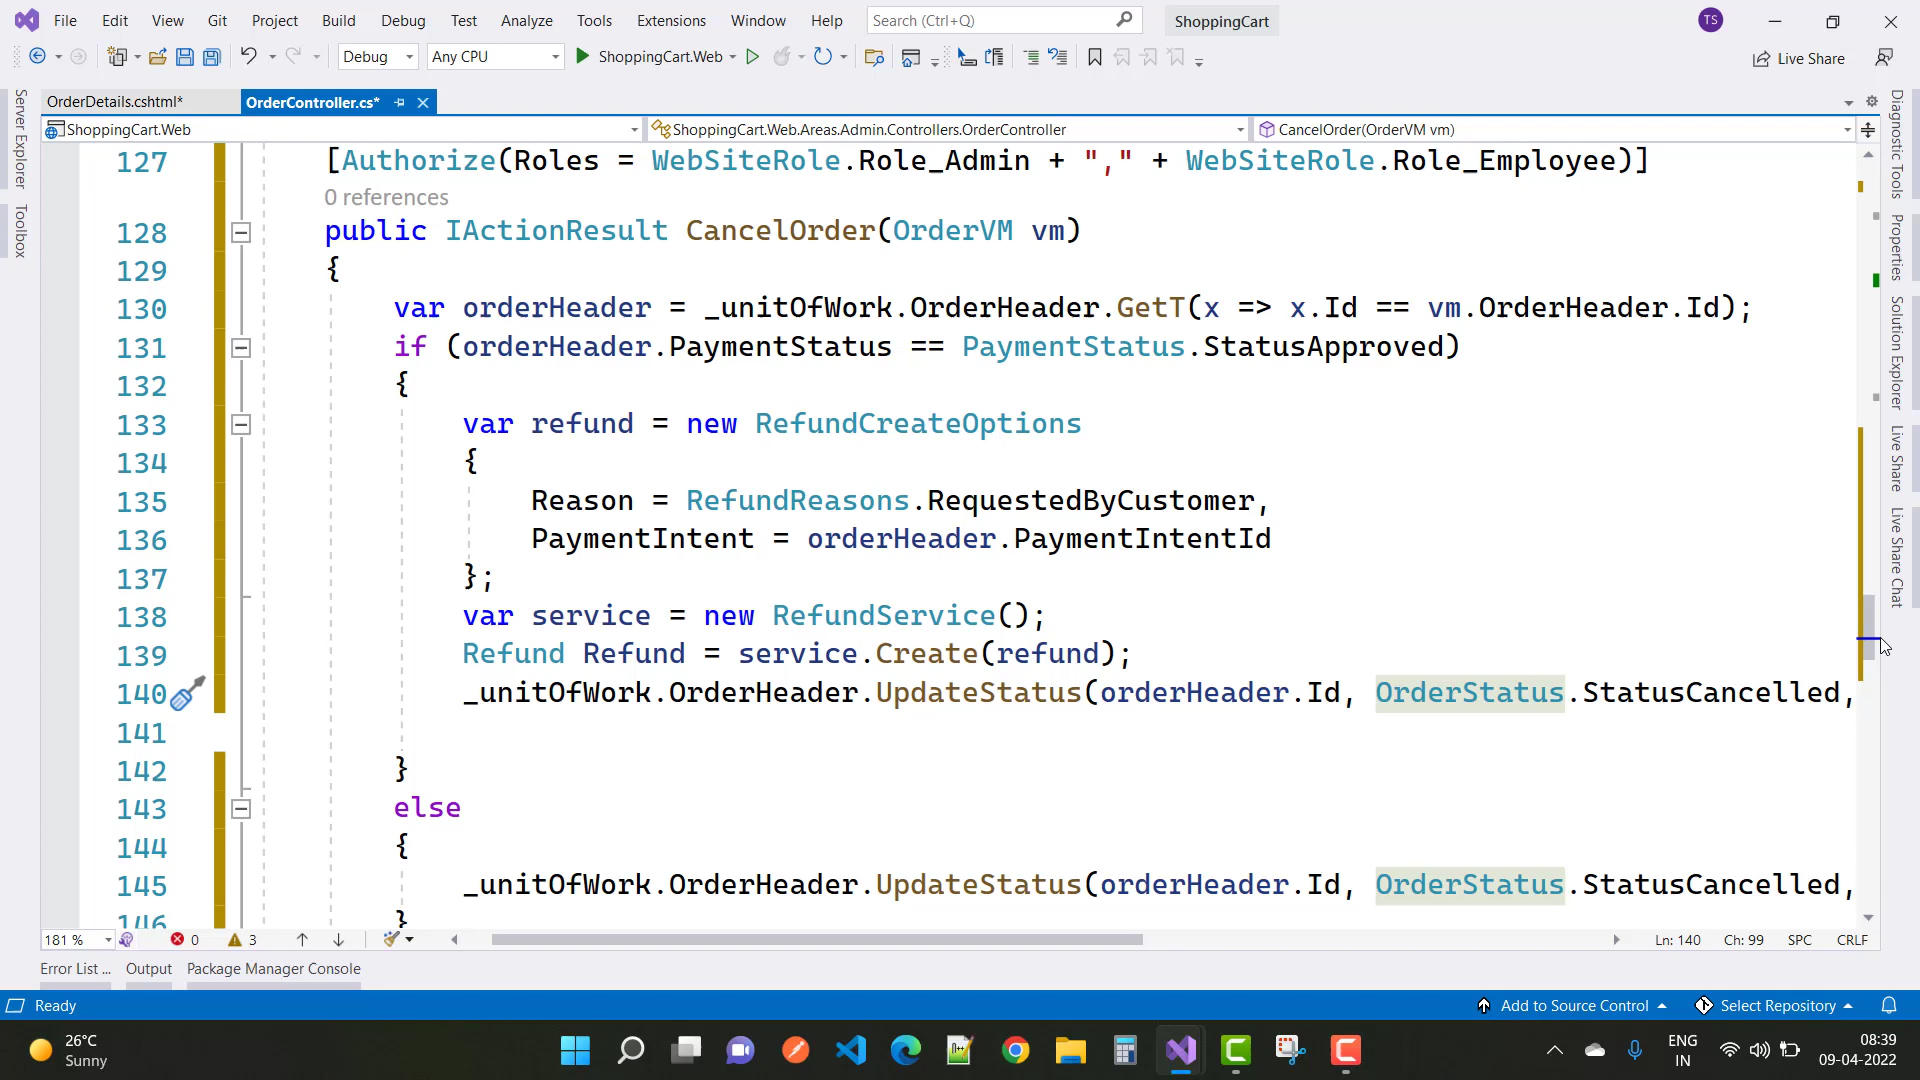 File Edit View Git Project Build Debug Test Analyze Tools Extensions Window Help Search (Ctrl+Q) ShoppingCart TS
Debug Any CPU ShoppingCart.Web Live Share
OrderDetails.cshtml* OrderController.cs*
ShoppingCart.Web ShoppingCart.Web.Areas.Admin.Controllers.OrderController CancelOrder(OrderVM vm)
Server Explorer
Toolbox
127 [Authorize(Roles = WebSiteRole.Role_Admin + "," + WebSiteRole.Role_Employee)]
0 references
128 public IActionResult CancelOrder(OrderVM vm)
129 {
130 var orderHeader = _unitOfWork.OrderHeader.GetT(x => x.Id == vm.OrderHeader.Id);
131 if (orderHeader.PaymentStatus == PaymentStatus.StatusApproved)
132 {
133 var refund = new RefundCreateOptions
134 {
135 Reason = RefundReasons.RequestedByCustomer,
136 PaymentIntent = orderHeader.PaymentIntentId
137 };
138 var service = new RefundService();
139 Refund Refund = service.Create(refund);
140 _unitOfWork.OrderHeader.UpdateStatus(orderHeader.Id, OrderStatus.StatusCancelled,
141
142 }
143 else
144 {
145 _unitOfWork.OrderHeader.UpdateStatus(orderHeader.Id, OrderStatus.StatusCancelled,
146 }
Diagnostic Tools
Properties
Solution Explorer
Live Share
Live Share Chat
181 % 0 3 Ln: 140 Ch: 99 SPC CRLF
Error List ... Output Package Manager Console
Ready Add to Source Control Select Repository
26°C
Sunny
ENG
IN
08:39
09-04-2022